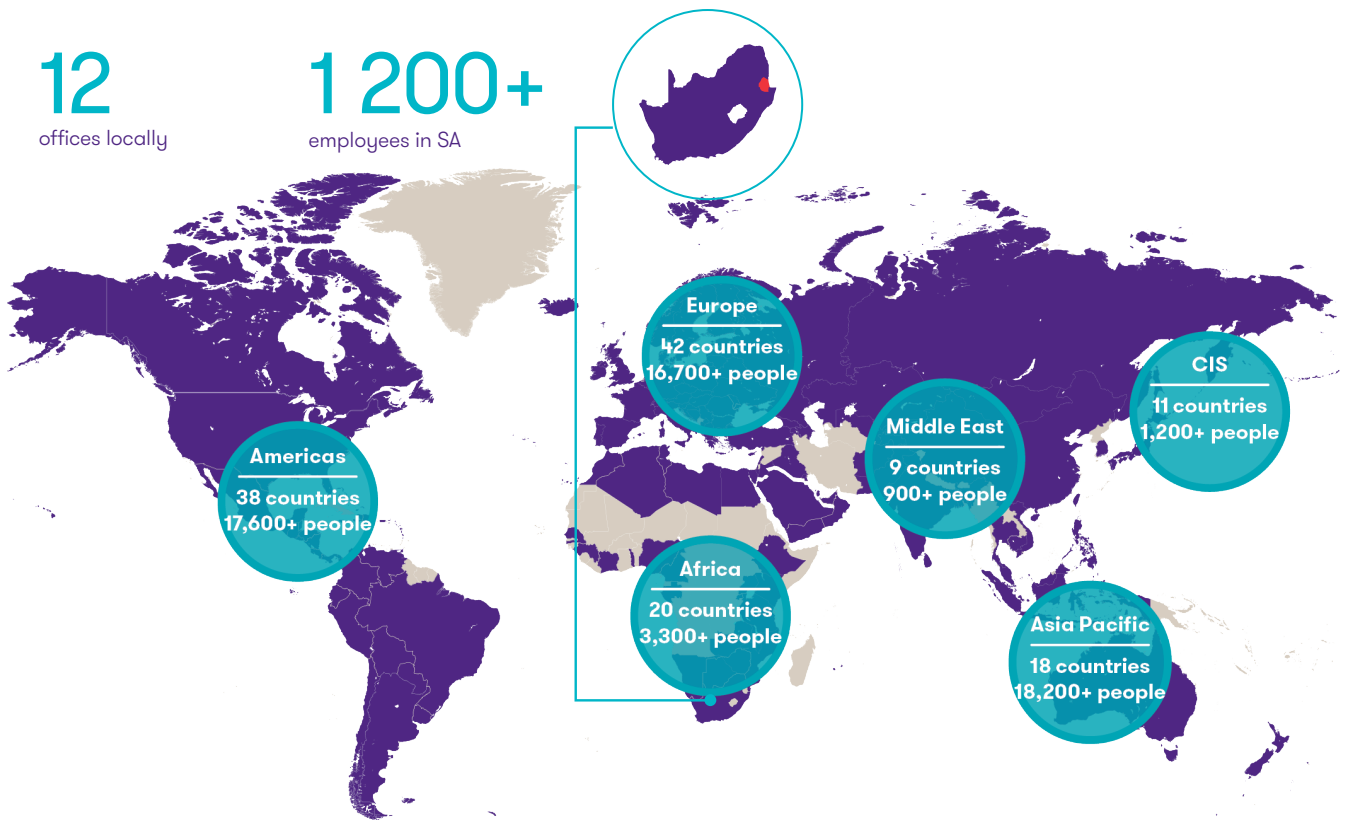 12
offices locally
1 200+
employees in SA
Europe
42 countries
16,700+ people
CIS
11 countries
1,200+ people
Middle East
9 countries
900+ people
Americas
38 countries
17,600+ people
Africa
20 countries
3,300+ people
Asia Pacific
18 countries
18,200+ people